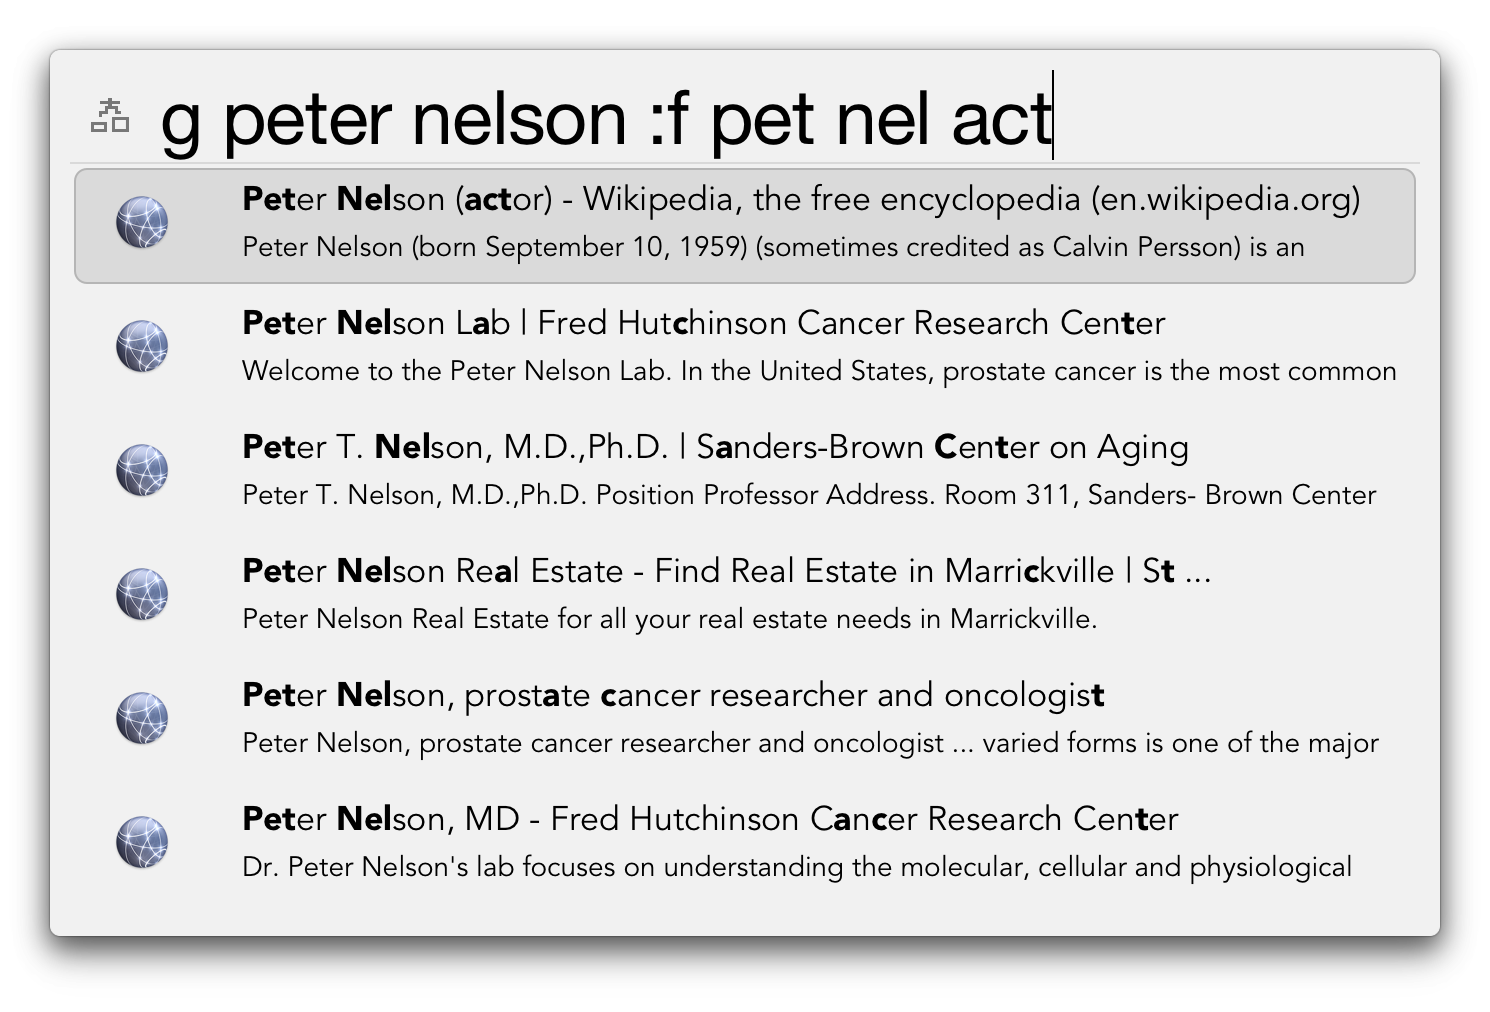 g peter nelson :f pet nel act
Peter Nelson (actor) - Wikipedia, the free encyclopedia (en.wikipedia.org)
Peter Nelson (born September 10, 1959) (sometimes credited as Calvin Persson) is an
Peter Nelson Lab | Fred Hutchinson Cancer Research Center
Welcome to the Peter Nelson Lab. In the United States, prostate cancer is the most common
Peter T. Nelson, M.D.,Ph.D. | Sanders-Brown Center on Aging
Peter T. Nelson, M.D.,Ph.D. Position Professor Address. Room 311, Sanders- Brown Center
Peter Nelson Real Estate - Find Real Estate in Marrickville | St ...
Peter Nelson Real Estate for all your real estate needs in Marrickville.
Peter Nelson, prostate cancer researcher and oncologist
Peter Nelson, prostate cancer researcher and oncologist ... varied forms is one of the major
Peter Nelson, MD - Fred Hutchinson Cancer Research Center
Dr. Peter Nelson's lab focuses on understanding the molecular, cellular and physiological